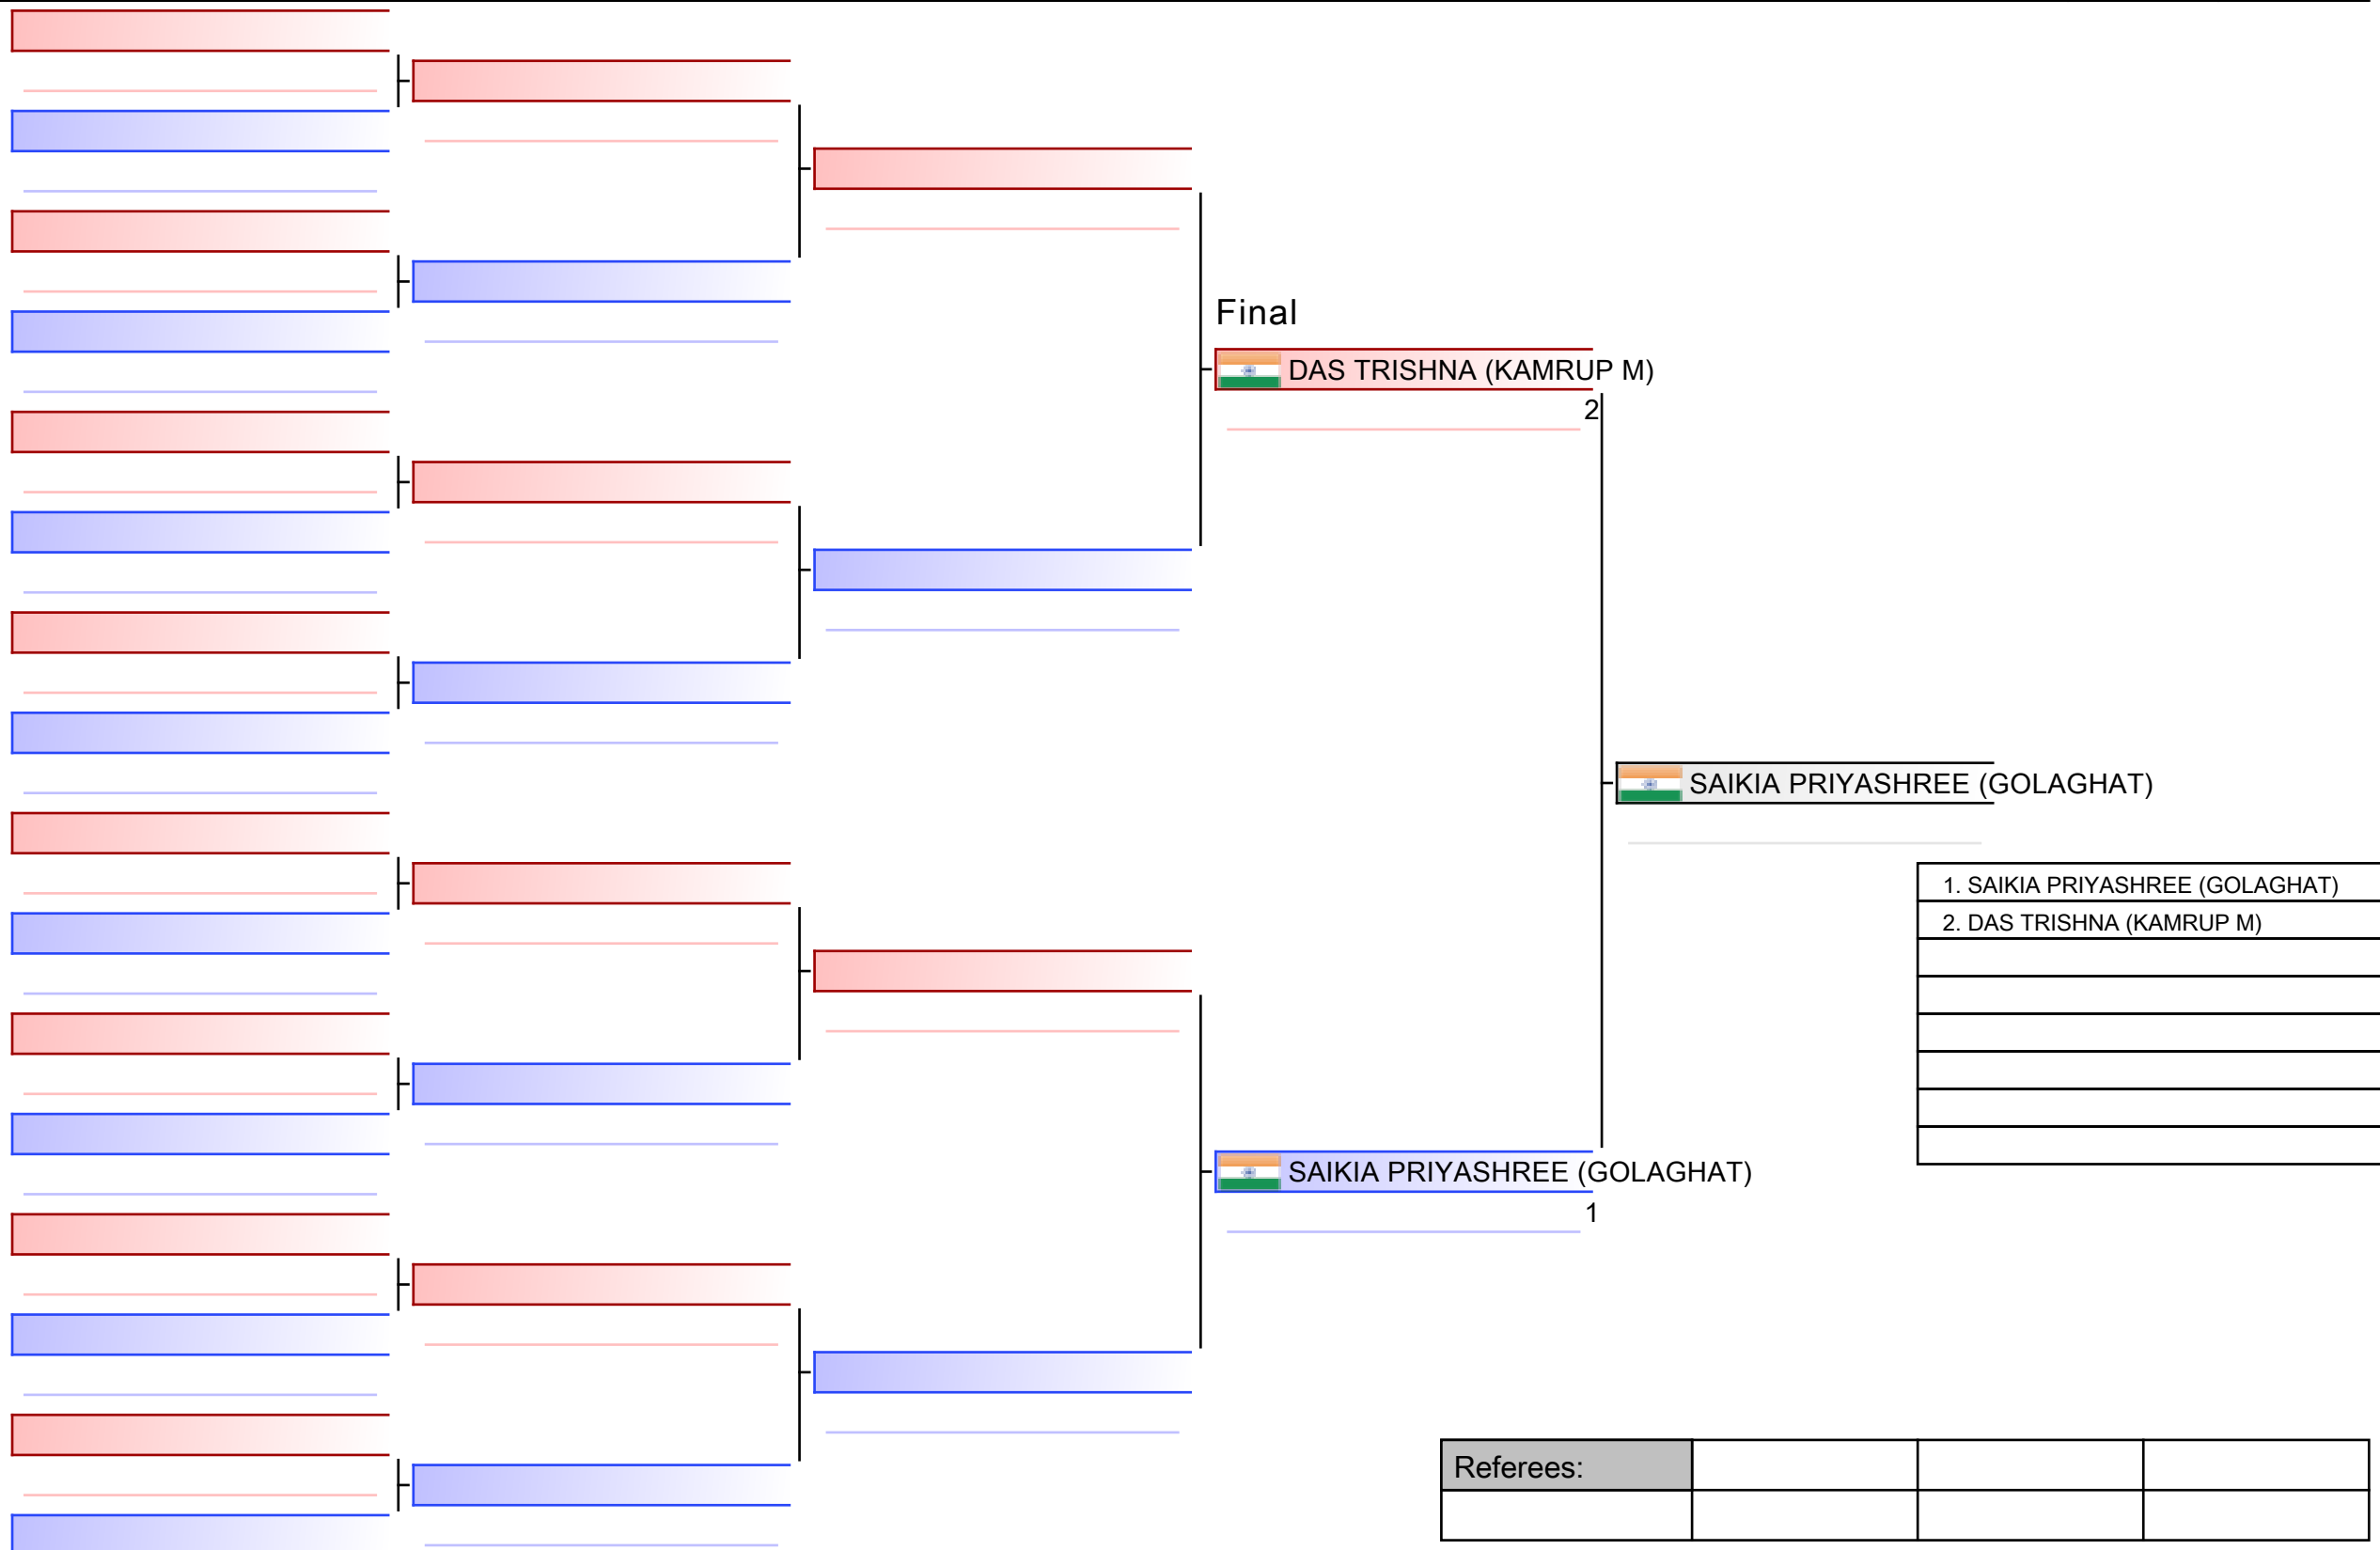 Final
DAS TRISHNA (KAMRUP M)
2
SAIKIA PRIYASHREE (GOLAGHAT)
1. SAIKIA PRIYASHREE (GOLAGHAT)
2. DAS TRISHNA (KAMRUP M)
SAIKIA PRIYASHREE (GOLAGHAT)
1
Referees: